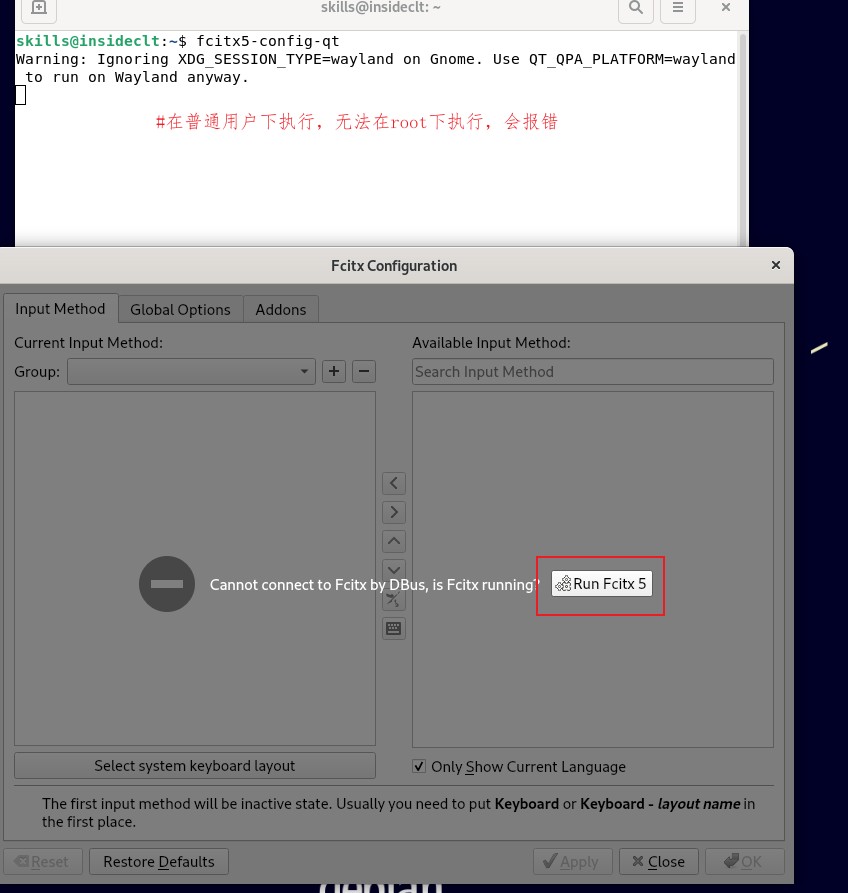 skills@insideclt: ~
skills@insideclt:~$ fcitx5-config-qt
Warning: Ignoring XDG_SESSION_TYPE=wayland on Gnome. Use QT_QPA_PLATFORM=wayland
 to run on Wayland anyway.
#在普通用户下执行，无法在root下执行，会报错
Fcitx Configuration
Input Method
Global Options
Addons
Current Input Method:
Available Input Method:
Group:
Search Input Method
Cannot connect to Fcitx by DBus, is Fcitx running?
Run Fcitx 5
Select system keyboard layout
Only Show Current Language
The first input method will be inactive state. Usually you need to put Keyboard or Keyboard - layout name in
the first place.
Reset
Restore Defaults
Apply
Close
OK
debian